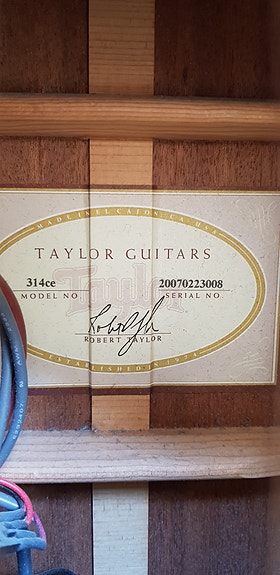 MADE IN EL CAJON, CA, USA
TAYLOR GUITARS
Taylor
314ce 20070223008
MODEL NO SERIAL NO
ROBERT TAYLOR
ESTABLISHED IN 1974